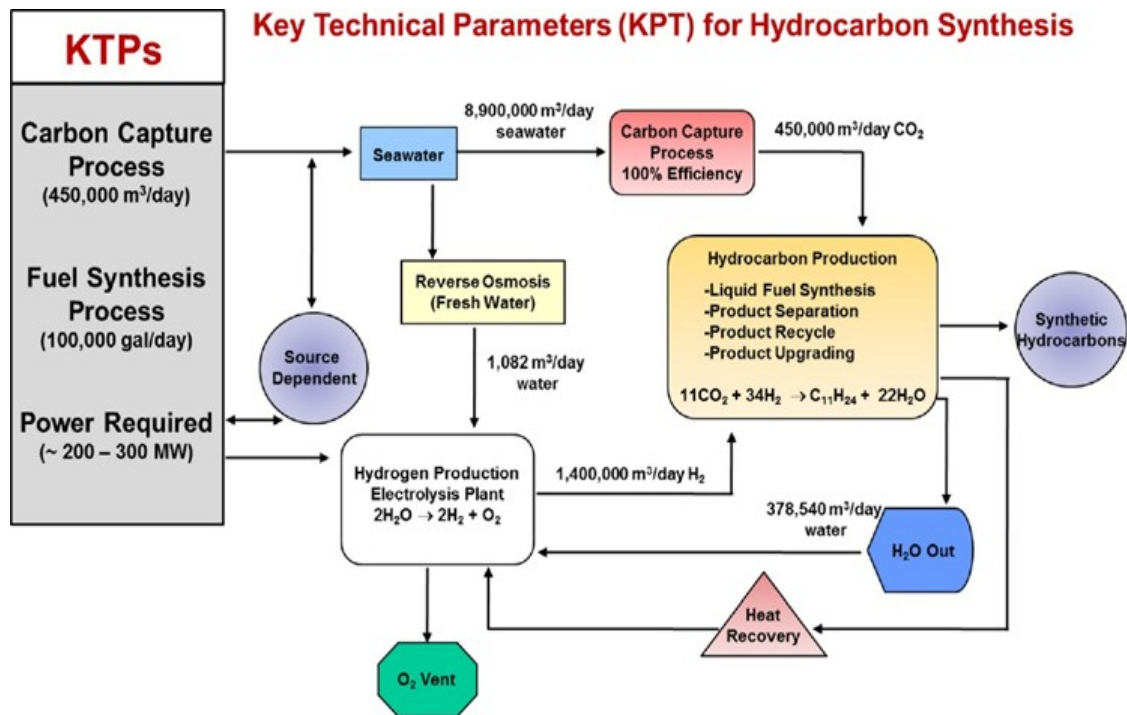 Key Technical Parameters (KPT) for Hydrocarbon Synthesis
KTPs
Carbon Capture
Process
(450,000 m³/day)
Fuel Synthesis
Process
(100,000 gal/day)
Power Required
(~ 200 – 300 MW)
Source
Dependent
Seawater
8,900,000 m³/day
seawater
Carbon Capture
Process
100% Efficiency
450,000 m³/day CO₂
Reverse Osmosis
(Fresh Water)
1,082 m³/day
water
Hydrocarbon Production
-Liquid Fuel Synthesis
-Product Separation
-Product Recycle
-Product Upgrading
11CO₂ + 34H₂ → C₁₁H₂₄ + 22H₂O
Synthetic
Hydrocarbons
Hydrogen Production
Electrolysis Plant
2H₂O → 2H₂ + O₂
1,400,000 m³/day H₂
378,540 m³/day
water
H₂O Out
Heat
Recovery
O₂ Vent